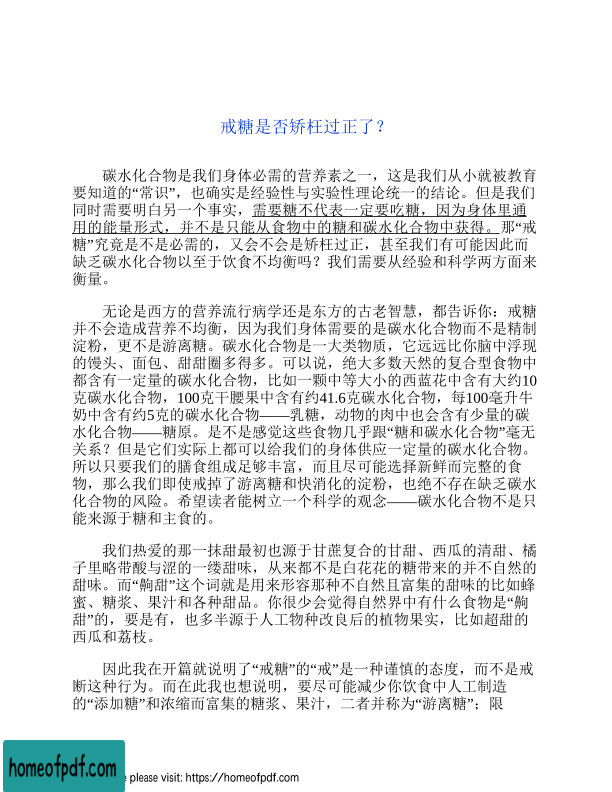 戒糖是否矫枉过正了？
碳水化合物是我们身体必需的营养素之一，这是我们从小就被教育
要知道的“常识”，也确实是经验性与实验性理论统一的结论。但是我们
同时需要明白另一个事实，需要糖不代表一定要吃糖，因为身体里通
用的能量形式，并不是只能从食物中的糖和碳水化合物中获得。那“戒
糖”究竟是不是必需的，又会不会是矫枉过正，甚至我们有可能因此而
缺乏碳水化合物以至于饮食不均衡吗？我们需要从经验和科学两方面来
衡量。
无论是西方的营养流行病学还是东方的古老智慧，都告诉你：戒糖
并不会造成营养不均衡，因为我们身体需要的是碳水化合物而不是精制
淀粉，更不是游离糖。碳水化合物是一大类物质，它远远比你脑中浮现
的馒头、面包、甜甜圈多得多。可以说，绝大多数天然的复合型食物中
都含有一定量的碳水化合物，比如一颗中等大小的西蓝花中含有大约10
克碳水化合物，100克干腰果中含有约41.6克碳水化合物，每100毫升牛
奶中含有约5克的碳水化合物——乳糖，动物的肉中也会含有少量的碳
水化合物——糖原。是不是感觉这些食物几乎跟“糖和碳水化合物”毫无
关系？但是它们实际上都可以给我们的身体供应一定量的碳水化合物。
所以只要我们的膳食组成足够丰富，而且尽可能选择新鲜而完整的食
物，那么我们即使戒掉了游离糖和快消化的淀粉，也绝不存在缺乏碳水
化合物的风险。希望读者能树立一个科学的观念——碳水化合物不是只
能来源于糖和主食的。
我们热爱的那一抹甜最初也源于甘蔗复合的甘甜、西瓜的清甜、橘
子里略带酸与涩的一缕甜味，从来都不是白花花的糖带来的并不自然的
甜味。而“齁甜”这个词就是用来形容那种不自然且富集的甜味的比如蜂
蜜、糖浆、果汁和各种甜品。你很少会觉得自然界中有什么食物是“齁
甜”的，要是有，也多半源于人工物种改良后的植物果实，比如超甜的
西瓜和荔枝。
因此我在开篇就说明了“戒糖”的“戒”是一种谨慎的态度，而不是戒
断这种行为。而在此我也想说明，要尽可能减少你饮食中人工制造
的“添加糖”和浓缩而富集的糖浆、果汁，二者并称为“游离糖”；限
homeofpdf.com
e please visit: https://homeofpdf.com